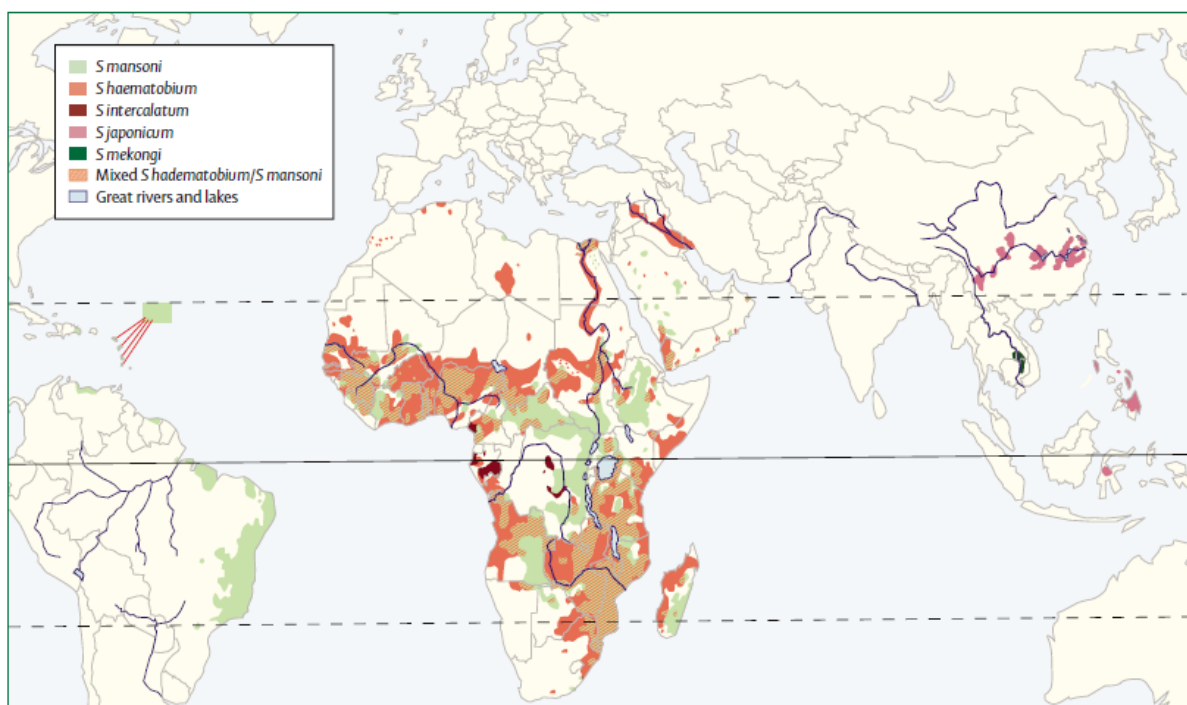 S mansoni
S haematobium
S intercalatum
S japonicum
S mekongi
Mixed S hadematobium/S mansoni
Great rivers and lakes